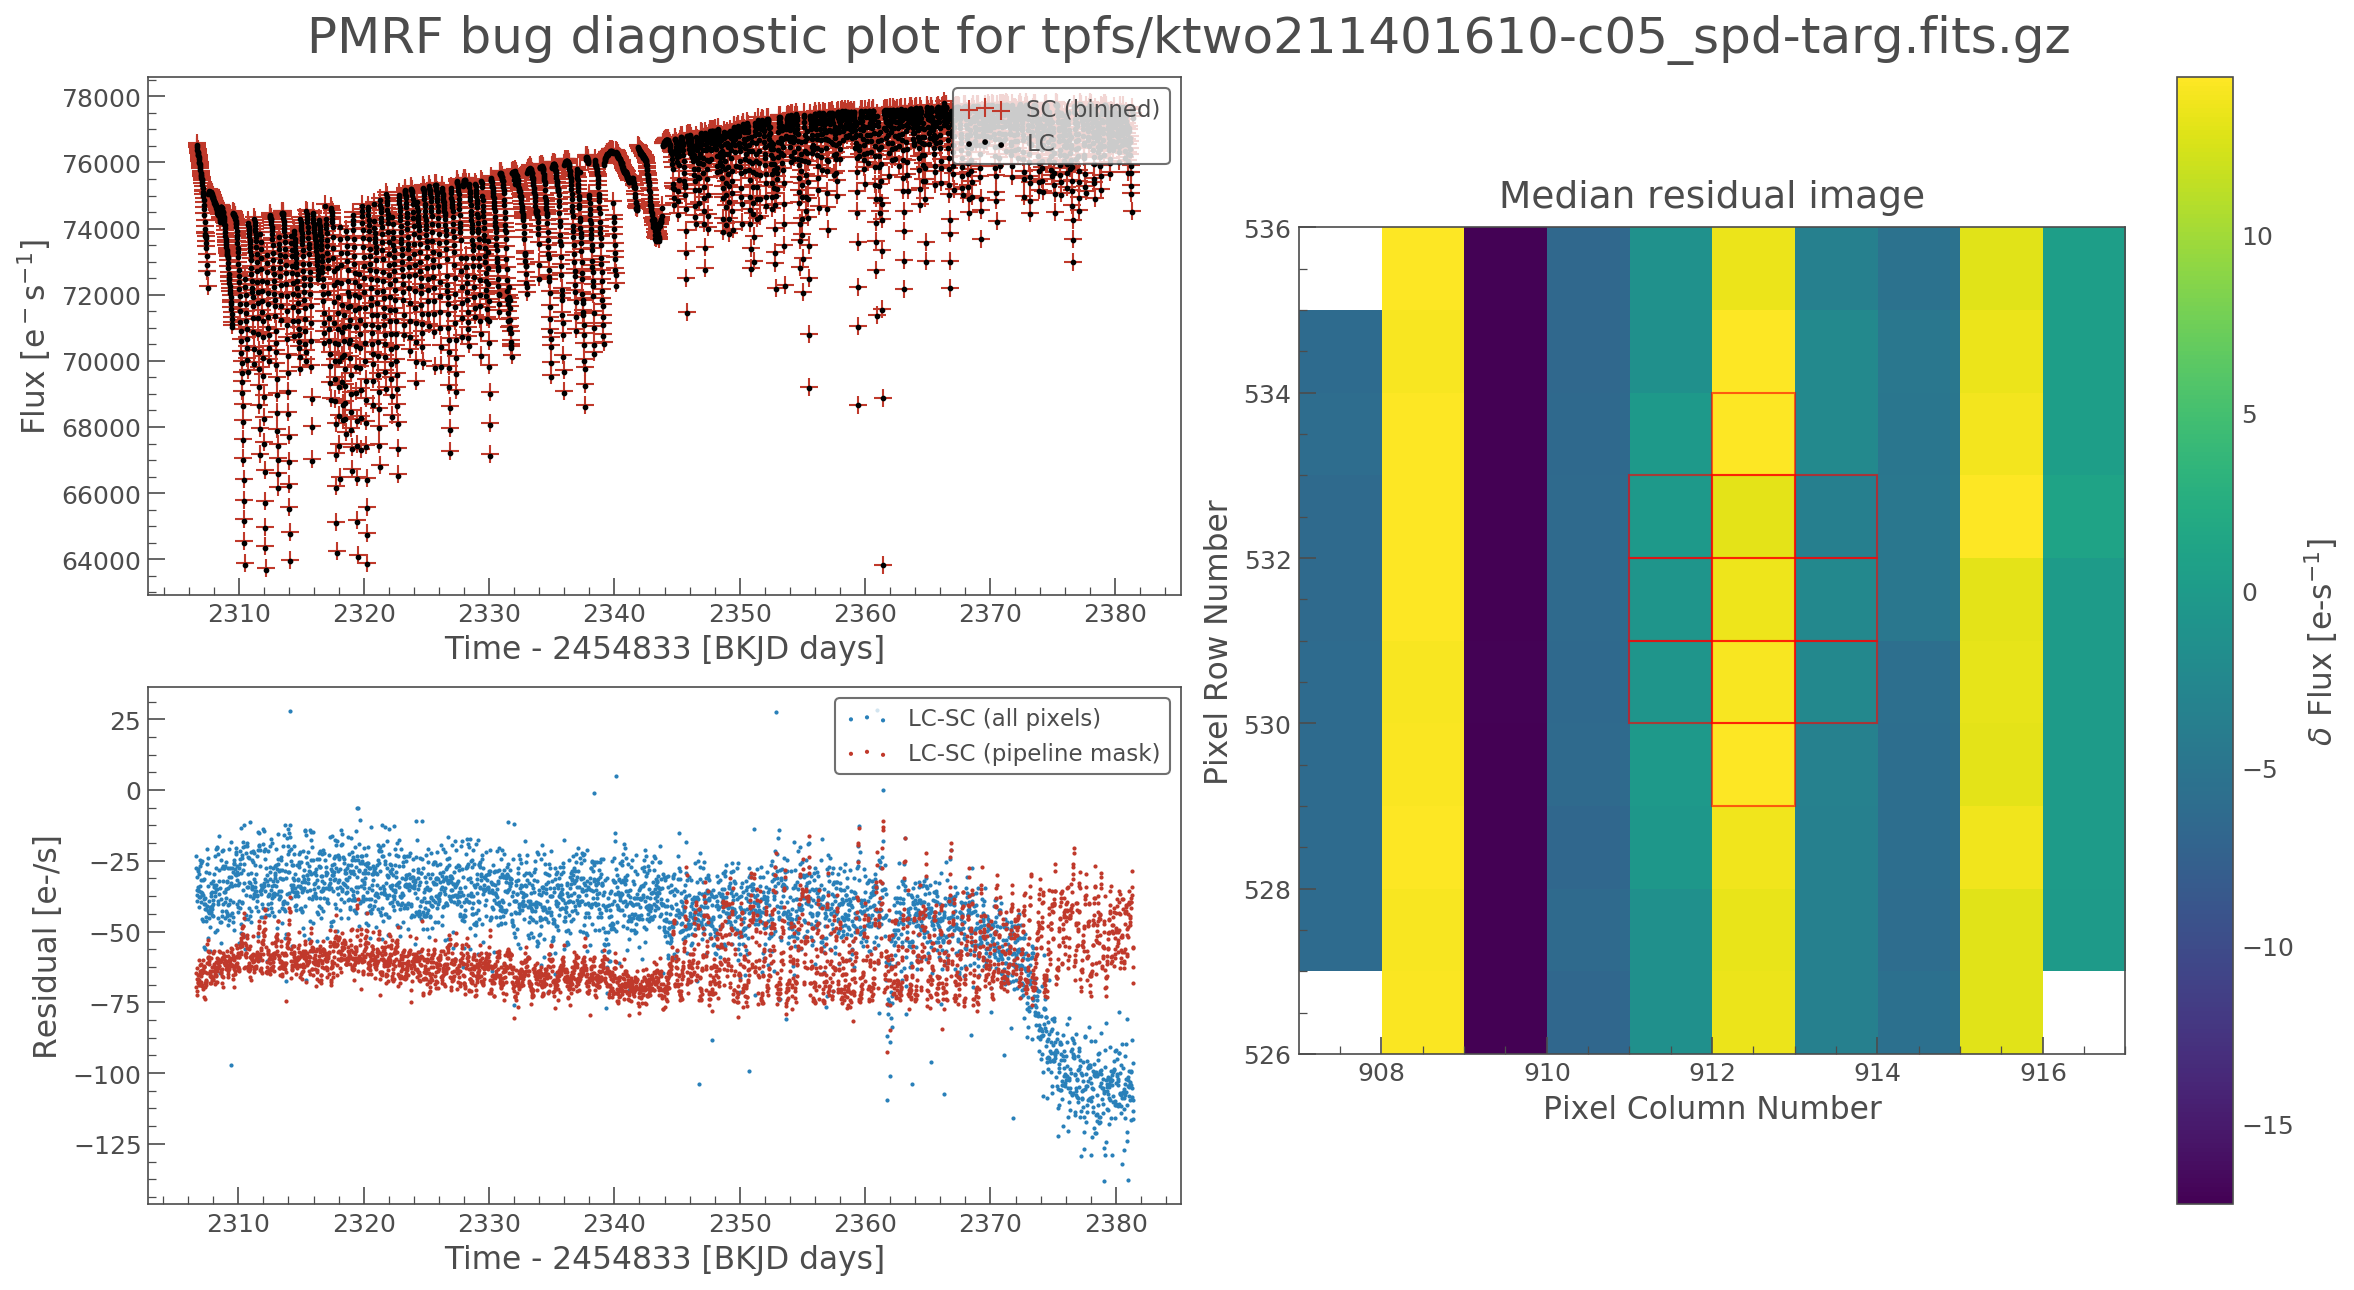 PMRF bug diagnostic plot for tpfs/ktwo211401610-c05_spd-targ.fits.gz
78000
76000
74000
72000
70000
68000
66000
64000
Flux [e⁻s⁻¹]
SC (binned)
LC
2310 2320 2330 2340 2350 2360 2370 2380
Time - 2454833 [BKJD days]
25
0
−25
−50
−75
−100
−125
Residual [e-/s]
LC-SC (all pixels)
LC-SC (pipeline mask)
2310 2320 2330 2340 2350 2360 2370 2380
Time - 2454833 [BKJD days]
Median residual image
536
534
532
530
528
526
Pixel Row Number
908 910 912 914 916
Pixel Column Number
10
5
0
−5
−10
−15
δ Flux [e-s⁻¹]